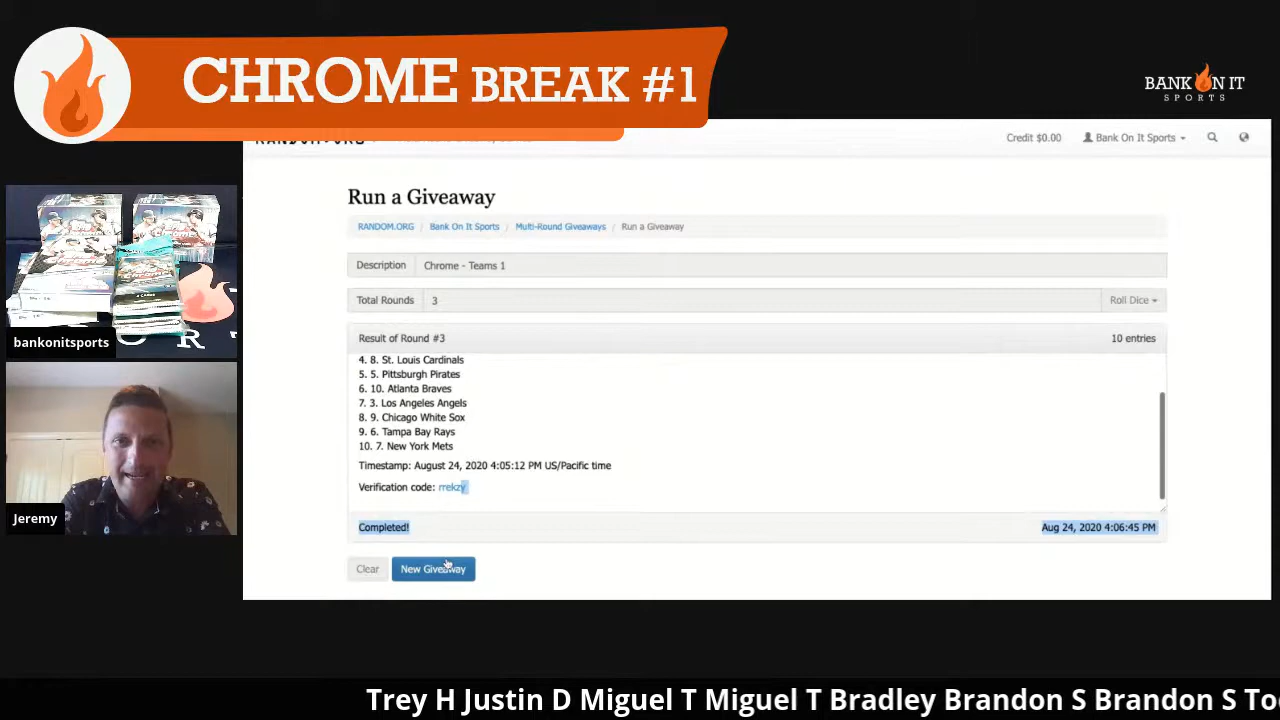 CHROME BREAK #1
BANK ON IT
SPORTS
Credit $0.00
Bank On It Sports
Run a Giveaway
RANDOM.ORG / Bank On It Sports / Multi-Round Giveaways / Run a Giveaway
Description Chrome - Teams 1
Total Rounds 3 Roll Dice
Result of Round #3 10 entries
4. 8. St. Louis Cardinals
5. 5. Pittsburgh Pirates
6. 10. Atlanta Braves
7. 3. Los Angeles Angels
8. 9. Chicago White Sox
9. 6. Tampa Bay Rays
10. 7. New York Mets
Timestamp: August 24, 2020 4:05:12 PM US/Pacific time
Verification code: rrekzy
Completed! Aug 24, 2020 4:06:45 PM
Clear New Giveaway
bankonitsports
Jeremy
Trey H Justin D Miguel T Miguel T Bradley Brandon S Brandon S To